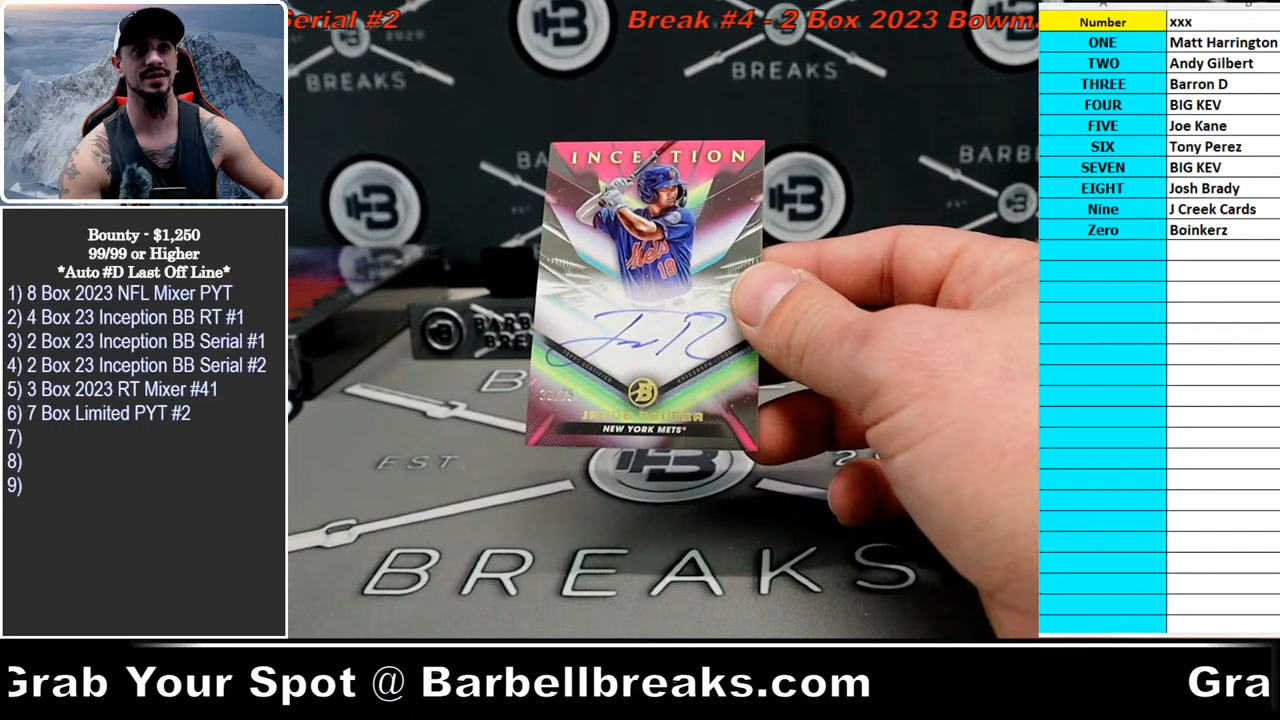 Serial #2
Break #4 - 2 Box 2023 Bowm
Bounty - $1,250
99/99 or Higher
*Auto #D Last Off Line*
1) 8 Box 2023 NFL Mixer PYT
2) 4 Box 23 Inception BB RT #1
3) 2 Box 23 Inception BB Serial #1
4) 2 Box 23 Inception BB Serial #2
5) 3 Box 2023 RT Mixer #41
6) 7 Box Limited PYT #2
7)
8)
9)
BREAKS
BREAKS
INCEPTION
Mets
18
NEW YORK METS
EST.
BREAKS
Number xxx
ONE Matt Harrington
TWO Andy Gilbert
THREE Barron D
FOUR BIG KEV
FIVE Joe Kane
SIX Tony Perez
SEVEN BIG KEV
EIGHT Josh Brady
Nine J Creek Cards
Zero Boinkerz
Grab Your Spot @ Barbellbreaks.com
Gra